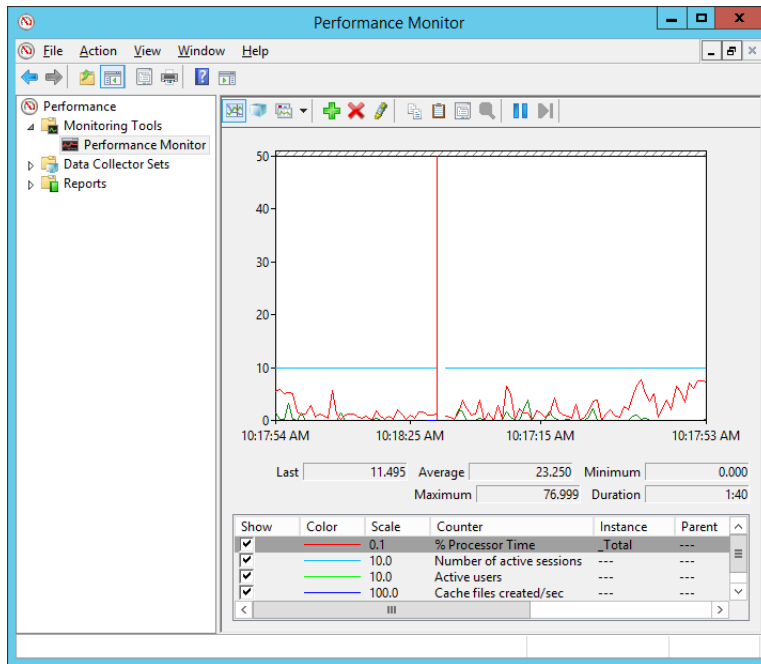 Performance Monitor
File Action View Window Help
Performance
Monitoring Tools
Performance Monitor
Data Collector Sets
Reports
50
40
30
20
10
0
10:17:54 AM 10:18:25 AM 10:17:15 AM 10:17:53 AM
Last 11.495 Average 23.250 Minimum 0.000
Maximum 76.999 Duration 1:40
Show Color Scale Counter Instance Parent
0.1 % Processor Time _Total ---
10.0 Number of active sessions --- ---
10.0 Active users --- ---
100.0 Cache files created/sec --- ---